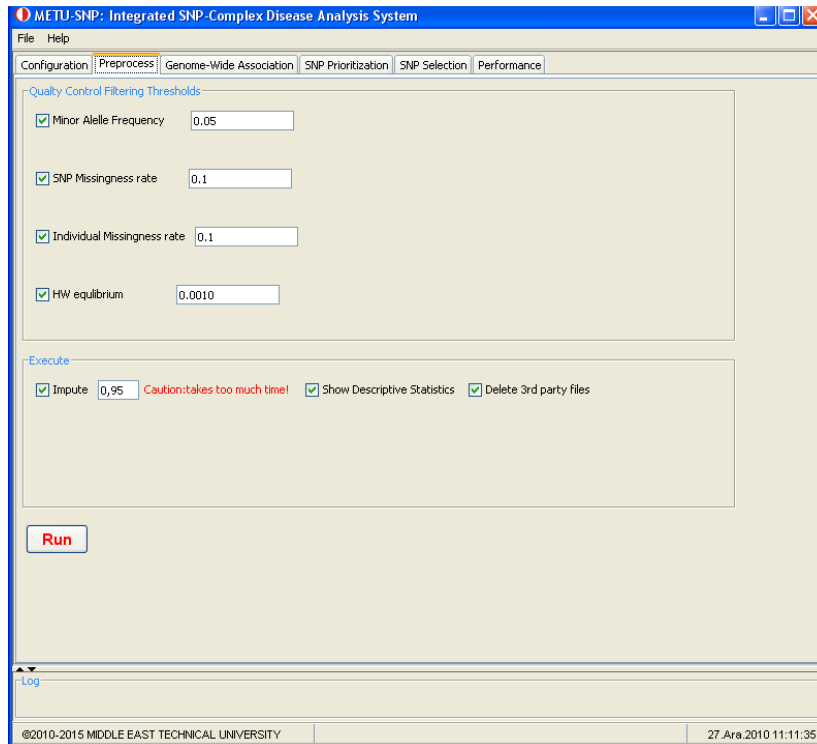 METU-SNP: Integrated SNP-Complex Disease Analysis System
File Help
Configuration Preprocess Genome-Wide Association SNP Prioritization SNP Selection Performance
Qualty Control Filtering Thresholds
Minor Alelle Frequency 0.05
SNP Missingness rate 0.1
Individual Missingness rate 0.1
HW equlibrium 0.0010
Execute
Impute 0,95 Caution:takes too much time! Show Descriptive Statistics Delete 3rd party files
Run
Log
©2010-2015 MIDDLE EAST TECHNICAL UNIVERSITY 27.Ara.2010 11:11:35